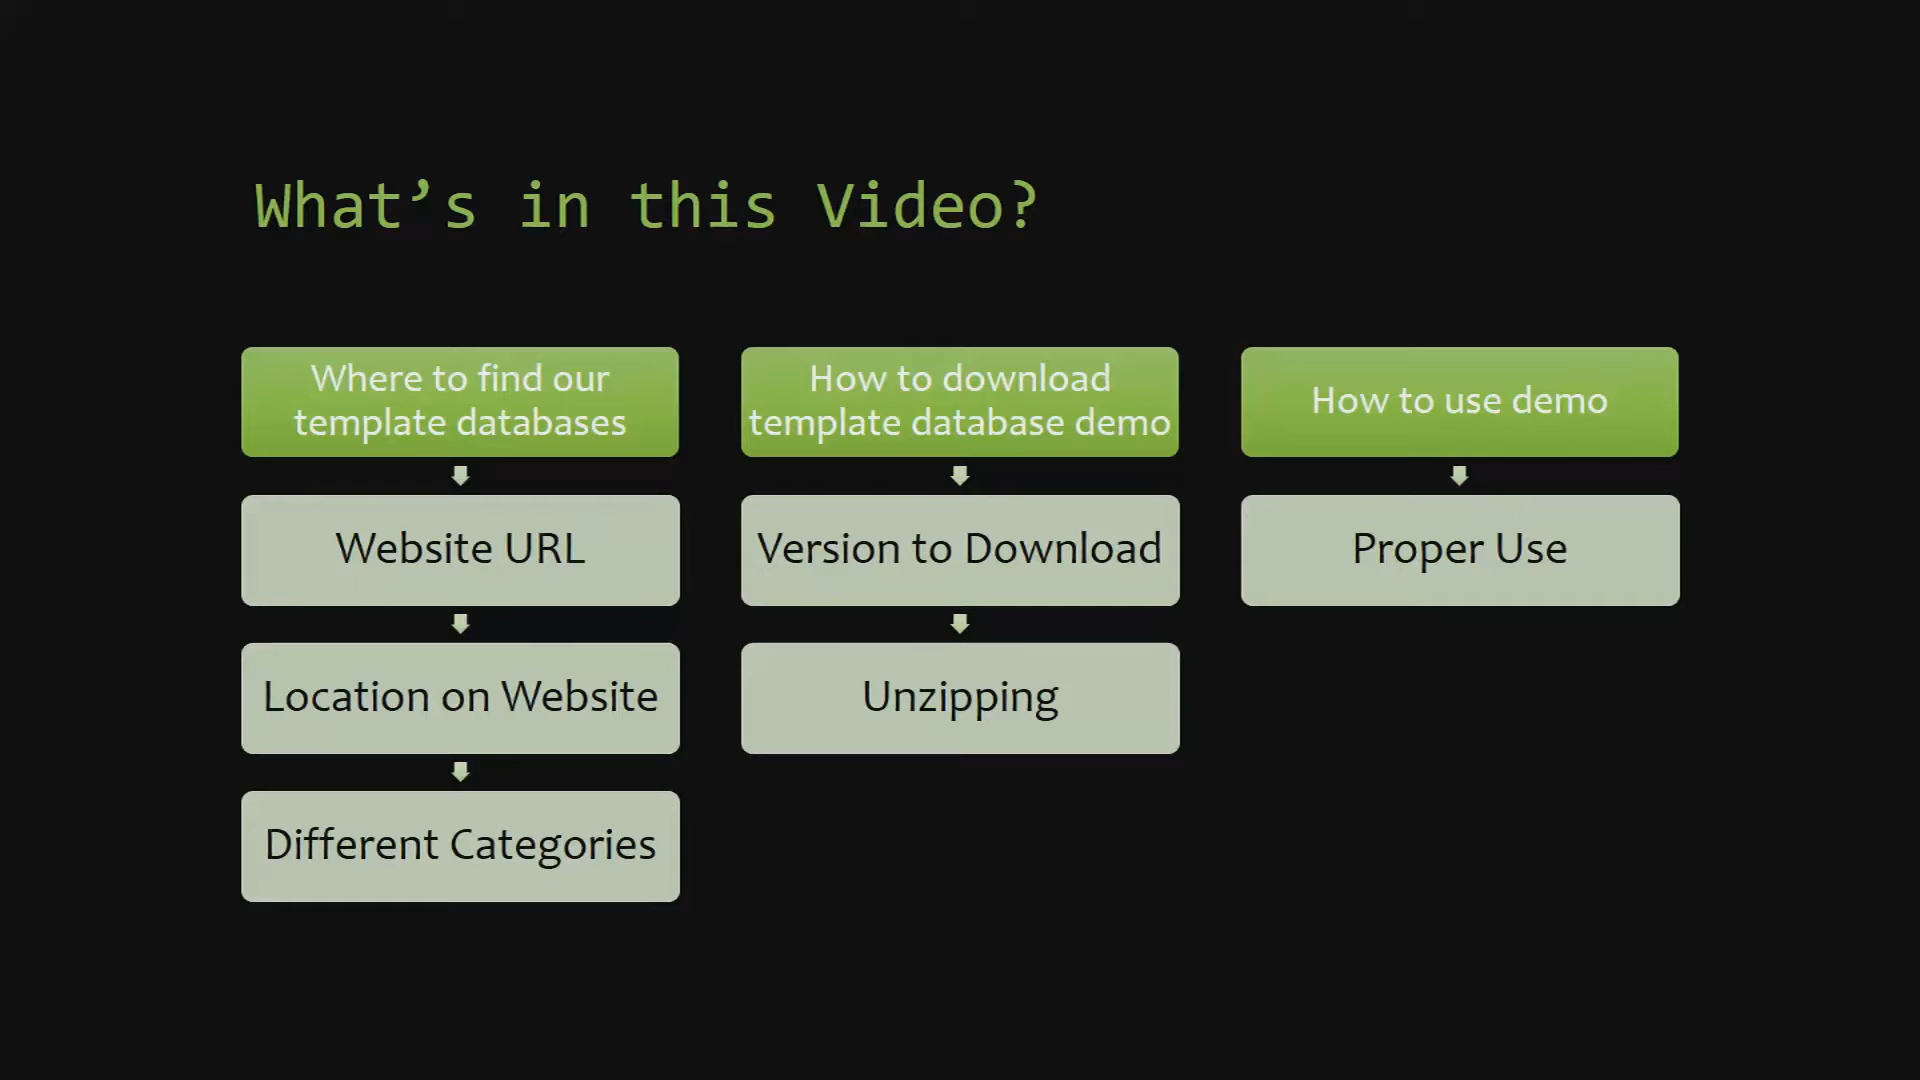 What’s in this Video?
Where to find our
template databases
Website URL
Location on Website
Different Categories
How to download
template database demo
Version to Download
Unzipping
How to use demo
Proper Use